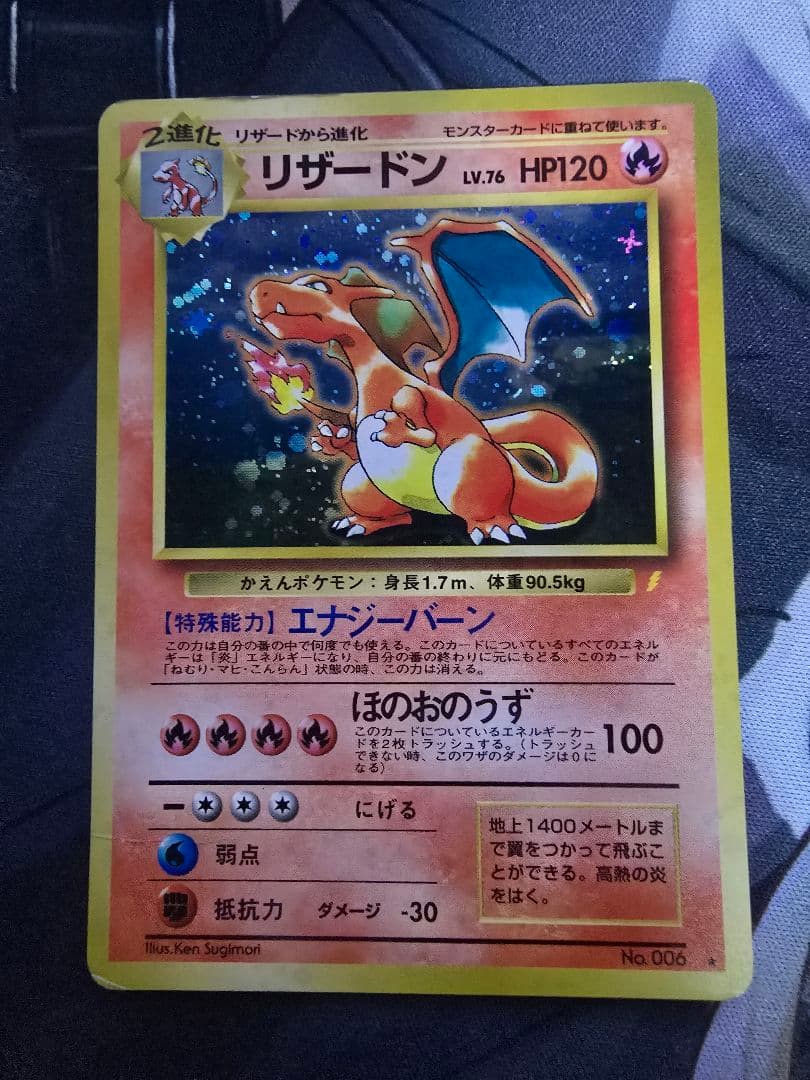 2進化 リザードから進化 モンスターカードに重ねて使います。
リザードン LV.76 HP120
かえんポケモン：身長1.7m、体重90.5kg
【特殊能力】エナジーバーン
この力は自分の番の中で何度でも使える。このカードについているすべてのエネル
ギーは「炎」エネルギーになり、自分の番の終わりに元にもどる。このカードが
「ねむり・マヒ・こんらん」状態の時、この力は消える。
ほのおのうず
このカードについているエネルギーカー
ドを2枚トラッシュする。（トラッシュ
できない時、このワザのダメージは0に
なる）
100
にげる
弱点
抵抗力 ダメージ -30
地上1400メートルま
で翼をつかって飛ぶこ
とができる。高熱の炎
をはく。
Illus.Ken Sugimori
No. 006 ★